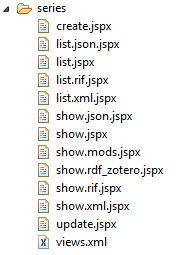 series
create.jspx
list.json.jspx
list.jspx
list.rif.jspx
list.xml.jspx
show.json.jspx
show.jspx
show.mods.jspx
show.rdf_zotero.jspx
show.rif.jspx
show.xml.jspx
update.jspx
views.xml